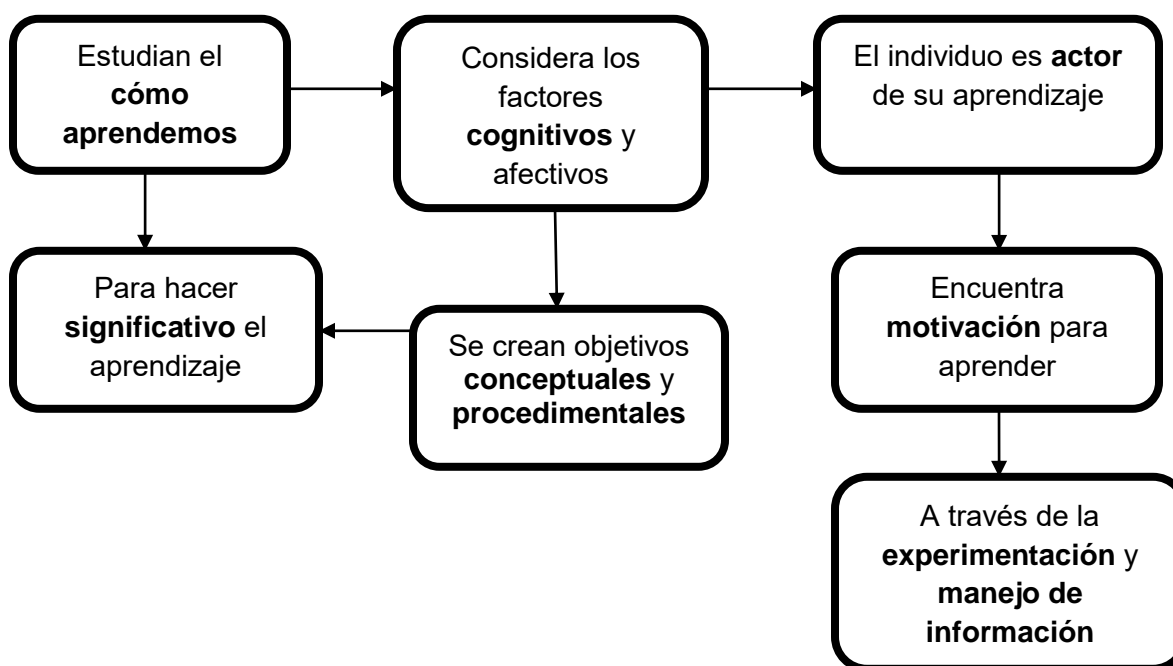 Estudian el
cómo
aprendemos
Considera los
factores
cognitivos y
afectivos
El individuo es actor
de su aprendizaje
Para hacer
significativo el
aprendizaje
Se crean objetivos
conceptuales y
procedimentales
Encuentra
motivación para
aprender
A través de la
experimentación y
manejo de
información